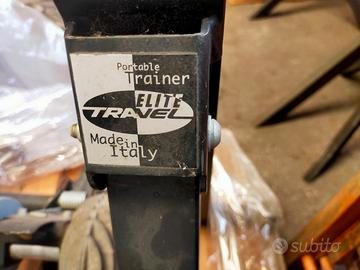 Portable
Trainer
ELITE
TRAVEL
Made in
Italy
subito